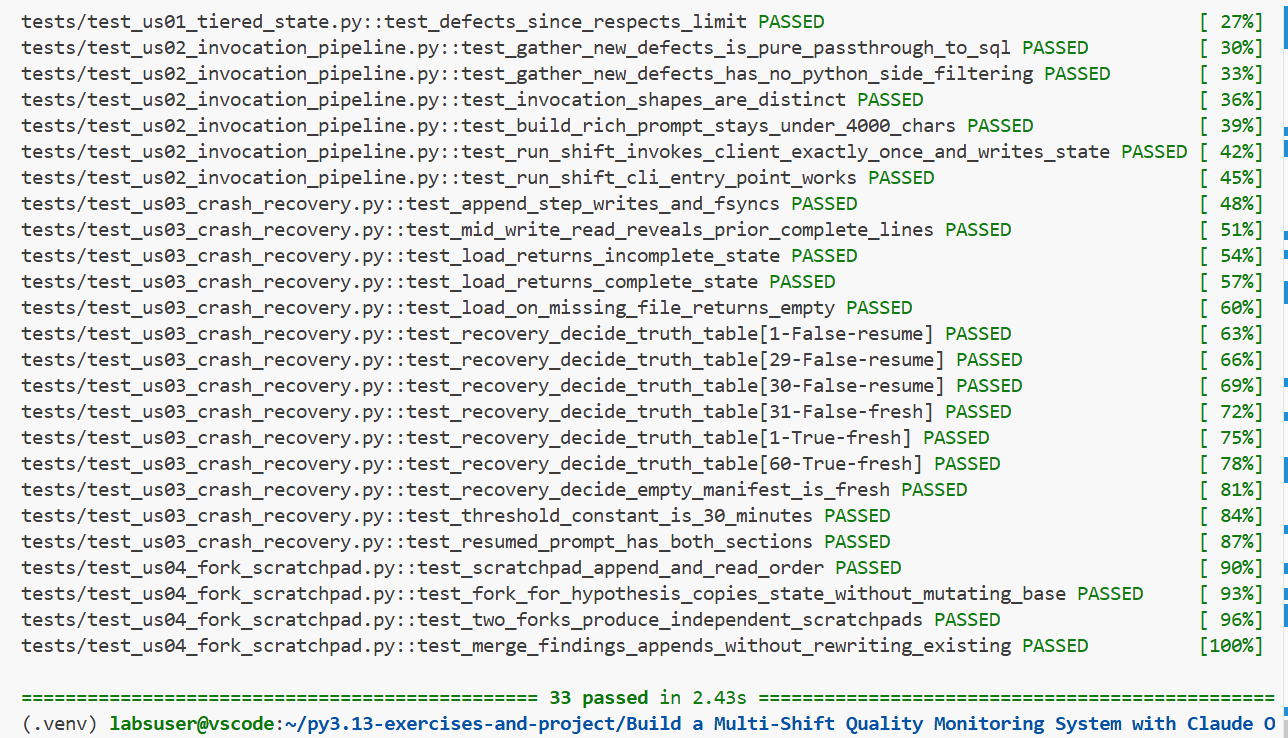 tests/test_us01_tiered_state.py::test_defects_since_respects_limit PASSED [ 27%]
tests/test_us02_invocation_pipeline.py::test_gather_new_defects_is_pure_passthrough_to_sql PASSED [ 30%]
tests/test_us02_invocation_pipeline.py::test_gather_new_defects_has_no_python_side_filtering PASSED [ 33%]
tests/test_us02_invocation_pipeline.py::test_invocation_shapes_are_distinct PASSED [ 36%]
tests/test_us02_invocation_pipeline.py::test_build_rich_prompt_stays_under_4000_chars PASSED [ 39%]
tests/test_us02_invocation_pipeline.py::test_run_shift_invokes_client_exactly_once_and_writes_state PASSED [ 42%]
tests/test_us02_invocation_pipeline.py::test_run_shift_cli_entry_point_works PASSED [ 45%]
tests/test_us03_crash_recovery.py::test_append_step_writes_and_fsyncs PASSED [ 48%]
tests/test_us03_crash_recovery.py::test_mid_write_read_reveals_prior_complete_lines PASSED [ 51%]
tests/test_us03_crash_recovery.py::test_load_returns_incomplete_state PASSED [ 54%]
tests/test_us03_crash_recovery.py::test_load_returns_complete_state PASSED [ 57%]
tests/test_us03_crash_recovery.py::test_load_on_missing_file_returns_empty PASSED [ 60%]
tests/test_us03_crash_recovery.py::test_recovery_decide_truth_table[1-False-resume] PASSED [ 63%]
tests/test_us03_crash_recovery.py::test_recovery_decide_truth_table[29-False-resume] PASSED [ 66%]
tests/test_us03_crash_recovery.py::test_recovery_decide_truth_table[30-False-resume] PASSED [ 69%]
tests/test_us03_crash_recovery.py::test_recovery_decide_truth_table[31-False-fresh] PASSED [ 72%]
tests/test_us03_crash_recovery.py::test_recovery_decide_truth_table[1-True-fresh] PASSED [ 75%]
tests/test_us03_crash_recovery.py::test_recovery_decide_truth_table[60-True-fresh] PASSED [ 78%]
tests/test_us03_crash_recovery.py::test_recovery_decide_empty_manifest_is_fresh PASSED [ 81%]
tests/test_us03_crash_recovery.py::test_threshold_constant_is_30_minutes PASSED [ 84%]
tests/test_us03_crash_recovery.py::test_resumed_prompt_has_both_sections PASSED [ 87%]
tests/test_us04_fork_scratchpad.py::test_scratchpad_append_and_read_order PASSED [ 90%]
tests/test_us04_fork_scratchpad.py::test_fork_for_hypothesis_copies_state_without_mutating_base PASSED [ 93%]
tests/test_us04_fork_scratchpad.py::test_two_forks_produce_independent_scratchpads PASSED [ 96%]
tests/test_us04_fork_scratchpad.py::test_merge_findings_appends_without_rewriting_existing PASSED [100%]
=============================================== 33 passed in 2.43s ===============================================
(.venv) labsuser@vscode:~/py3.13-exercises-and-project/Build a Multi-Shift Quality Monitoring System with Claude O